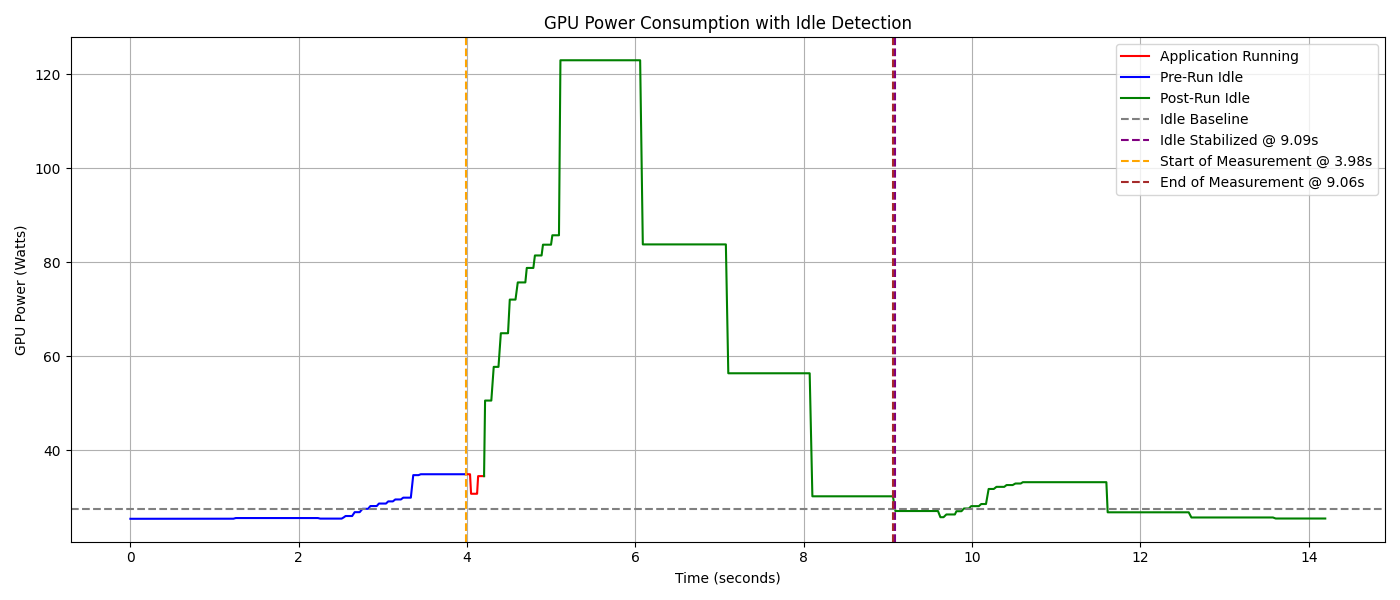 GPU Power Consumption with Idle Detection
GPU Power (Watts)
120
100
80
60
40
0
2
4
6
8
10
12
14
Time (seconds)
Application Running
Pre-Run Idle
Post-Run Idle
Idle Baseline
Idle Stabilized @ 9.09s
Start of Measurement @ 3.98s
End of Measurement @ 9.06s